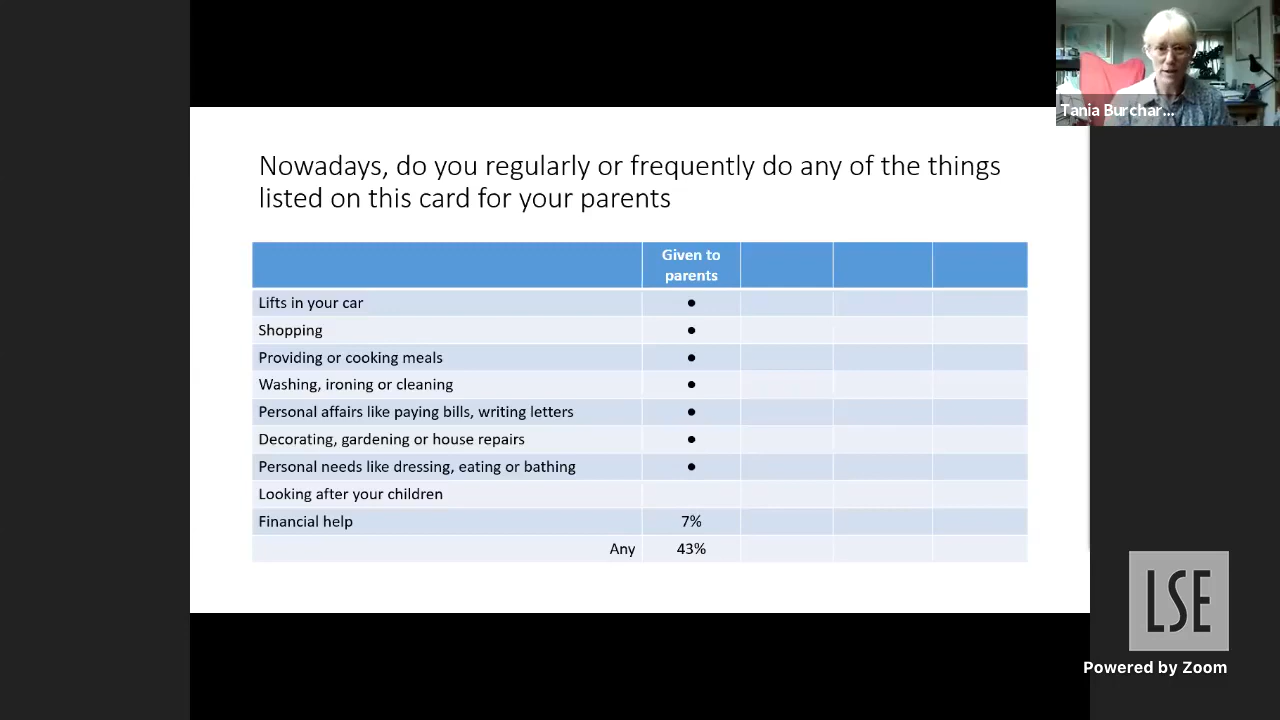 Tania Burchar...
Nowadays, do you regularly or frequently do any of the things
listed on this card for your parents
Given to
parents
Lifts in your car ●
Shopping ●
Providing or cooking meals ●
Washing, ironing or cleaning ●
Personal affairs like paying bills, writing letters ●
Decorating, gardening or house repairs ●
Personal needs like dressing, eating or bathing ●
Looking after your children
Financial help 7%
Any 43%
LSE
Powered by Zoom